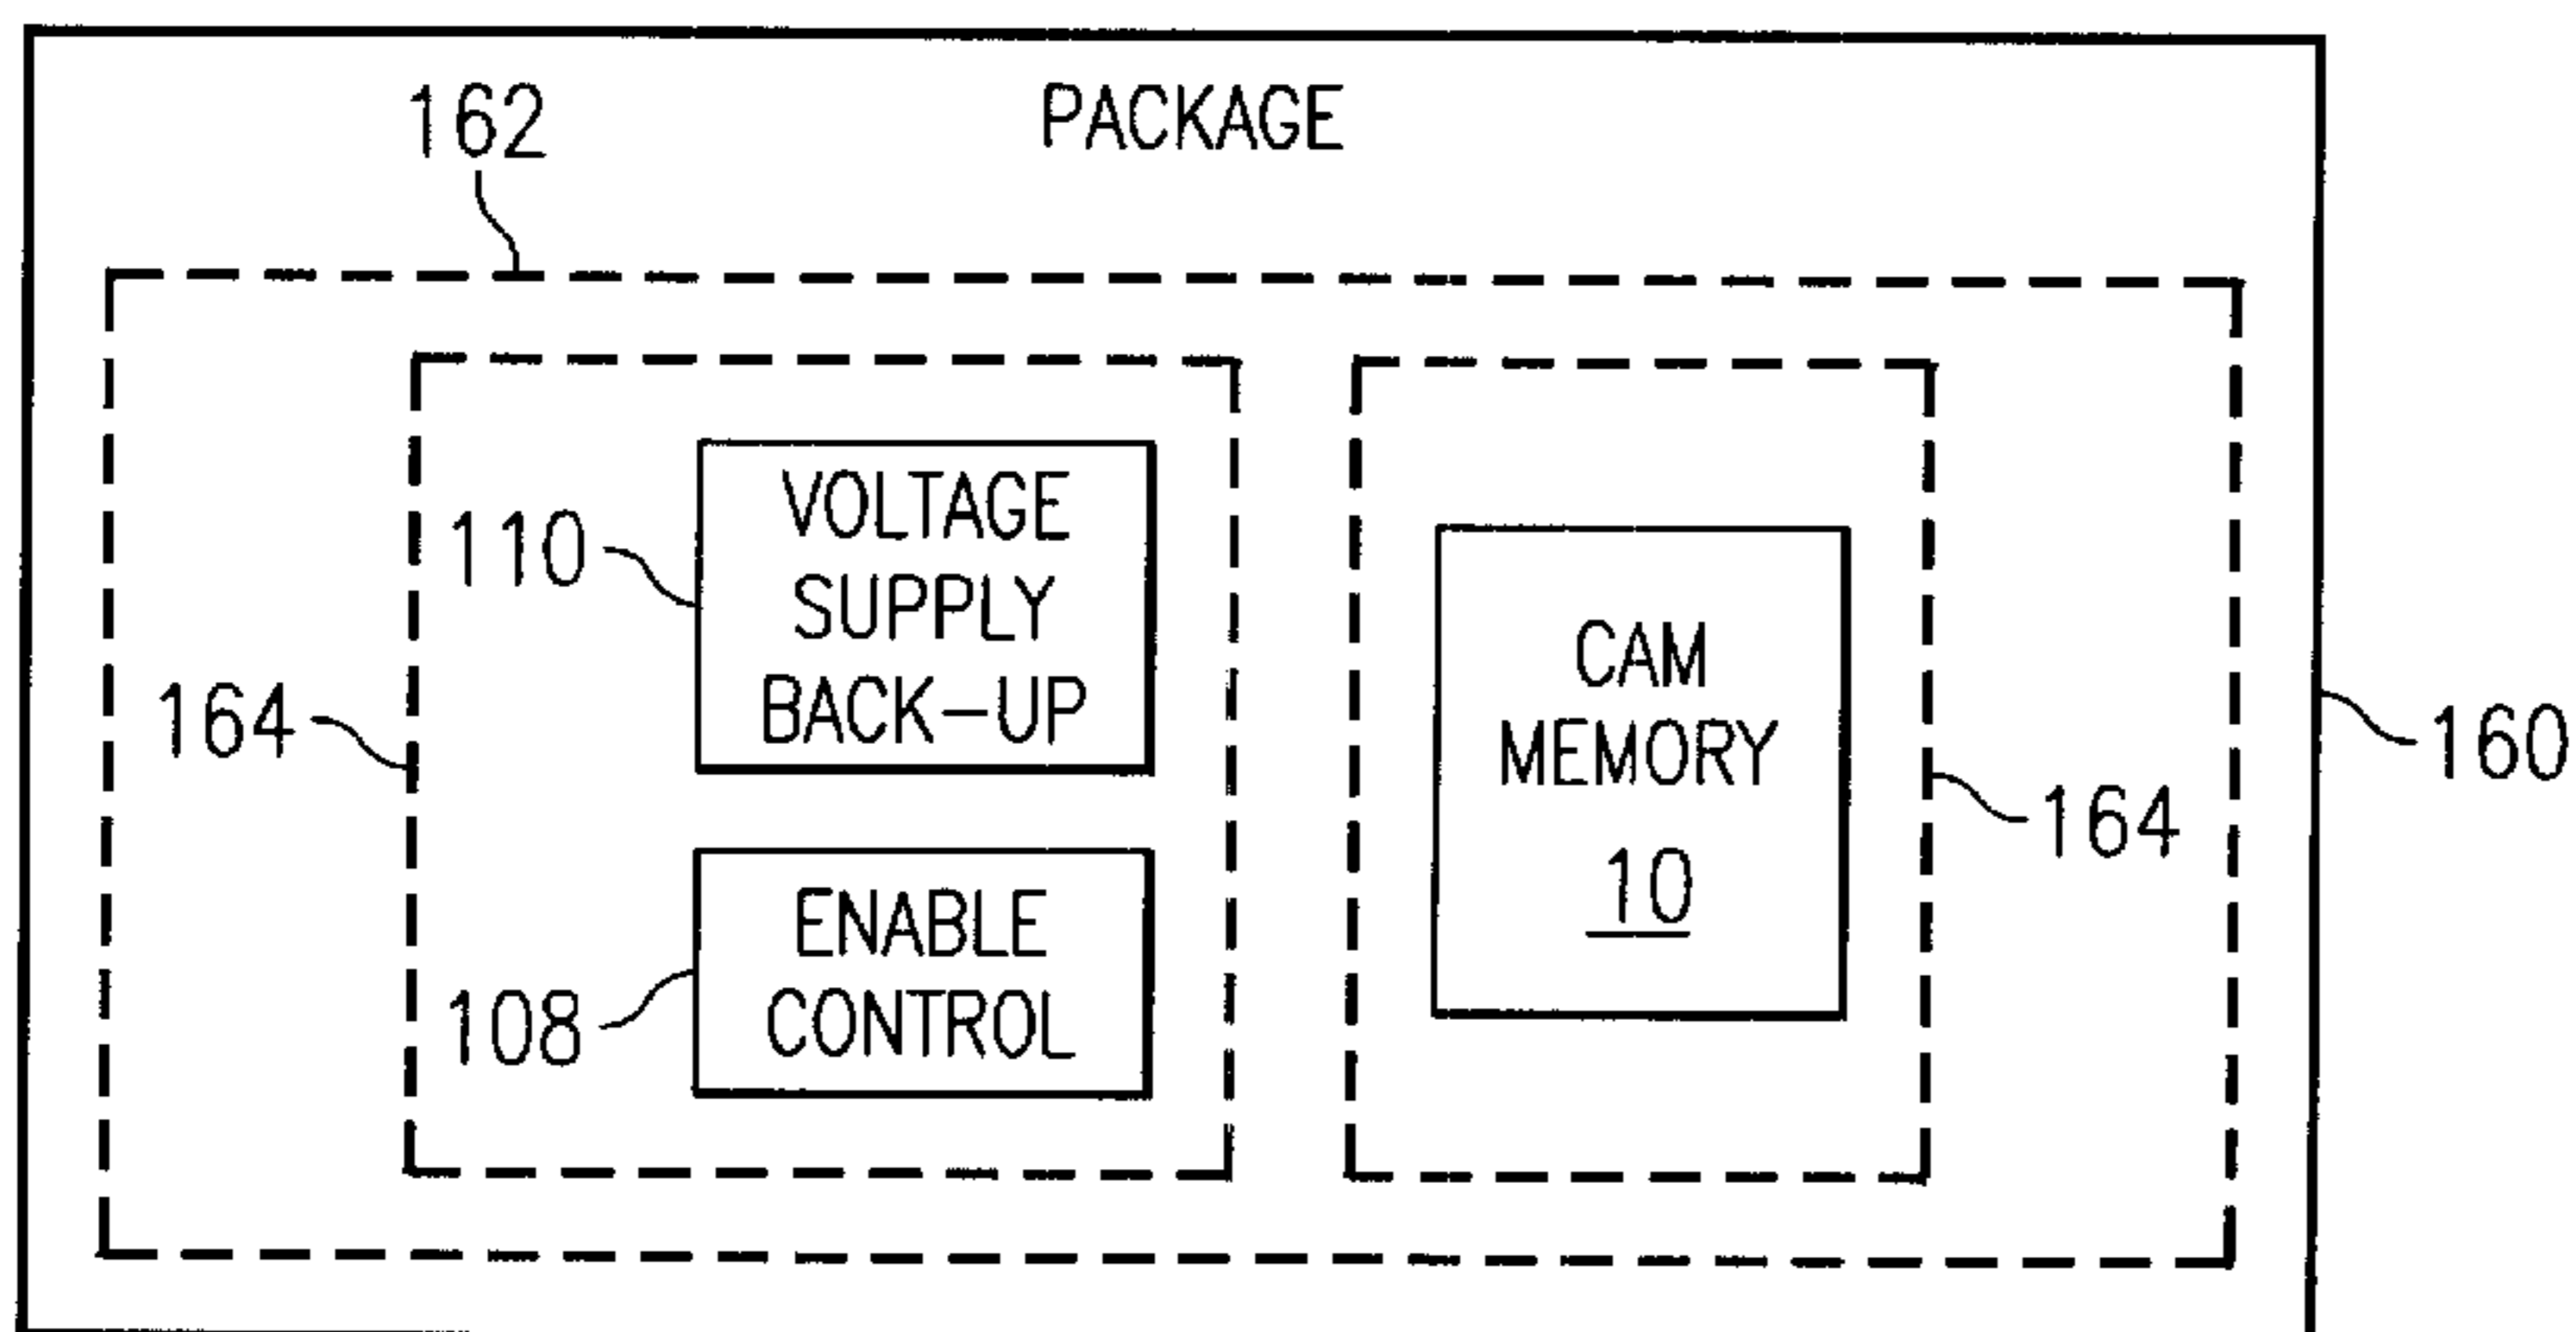 PACKAGE
162
110
VOLTAGE
SUPPLY
BACK-UP
164
CAM
MEMORY
10
160
164
108
ENABLE
CONTROL